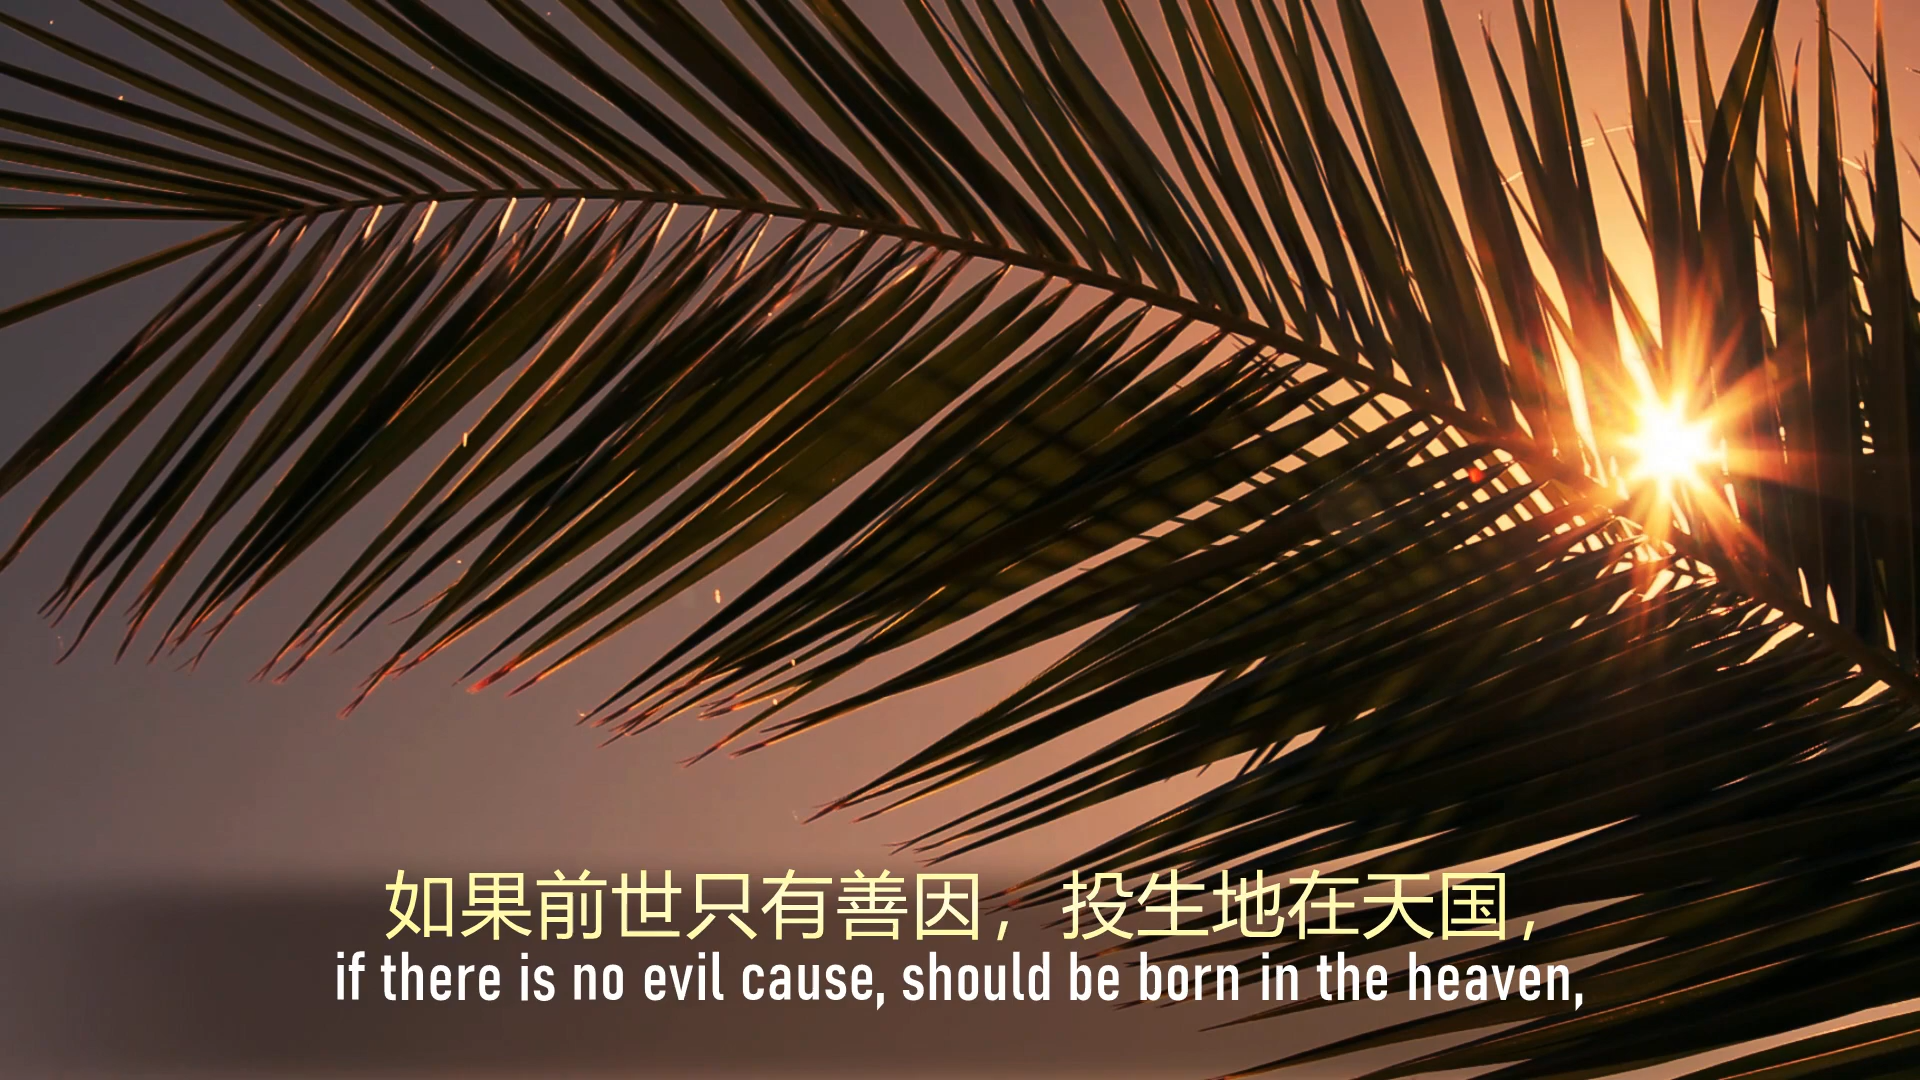 如果前世只有善因，投生地在天国，
if there is no evil cause, should be born in the heaven,